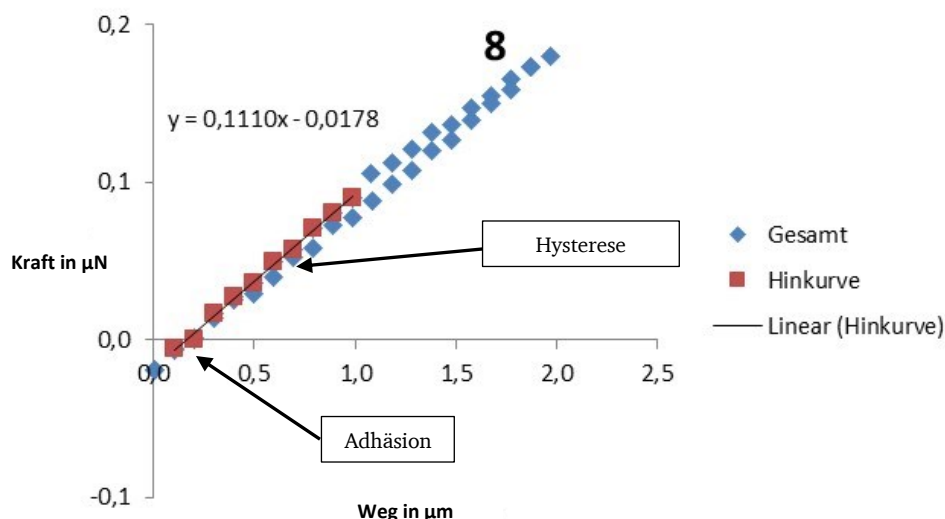 0,2
8
y = 0,1110x - 0,0178
0,1
Hysterese
Gesamt
Kraft in µN
Hinkurve
0,0
Linear (Hinkurve)
0,0 0,5 1,0 1,5 2,0 2,5
Adhäsion
-0,1
Weg in µm